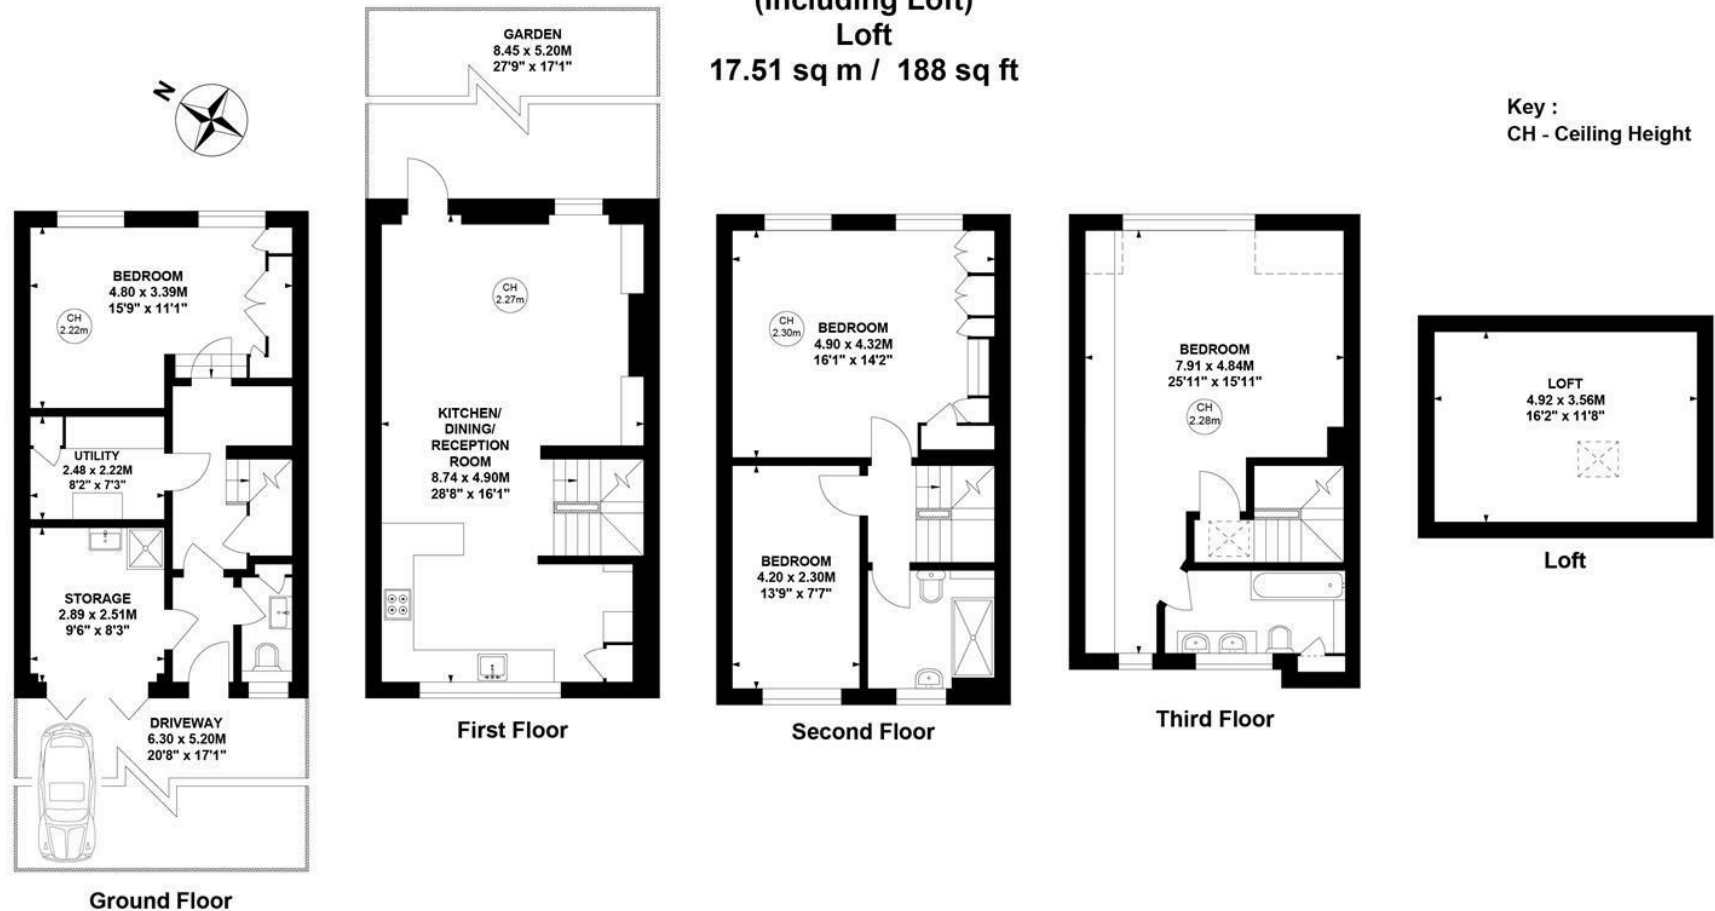 (Including Loft)
Loft
17.51 sq m / 188 sq ft
Key :
CH - Ceiling Height
N
BEDROOM
4.80 x 3.39M
15'9" x 11'1"
CH
2.22m
UTILITY
2.48 x 2.22M
8'2" x 7'3"
STORAGE
2.89 x 2.51M
9'6" x 8'3"
DRIVEWAY
6.30 x 5.20M
20'8" x 17'1"
Ground Floor
GARDEN
8.45 x 5.20M
27'9" x 17'1"
CH
2.27m
KITCHEN/
DINING/
RECEPTION
ROOM
8.74 x 4.90M
28'8" x 16'1"
First Floor
CH
2.30m
BEDROOM
4.90 x 4.32M
16'1" x 14'2"
BEDROOM
4.20 x 2.30M
13'9" x 7'7"
Second Floor
BEDROOM
7.91 x 4.84M
25'11" x 15'11"
CH
2.28m
Third Floor
LOFT
4.92 x 3.56M
16'2" x 11'8"
Loft